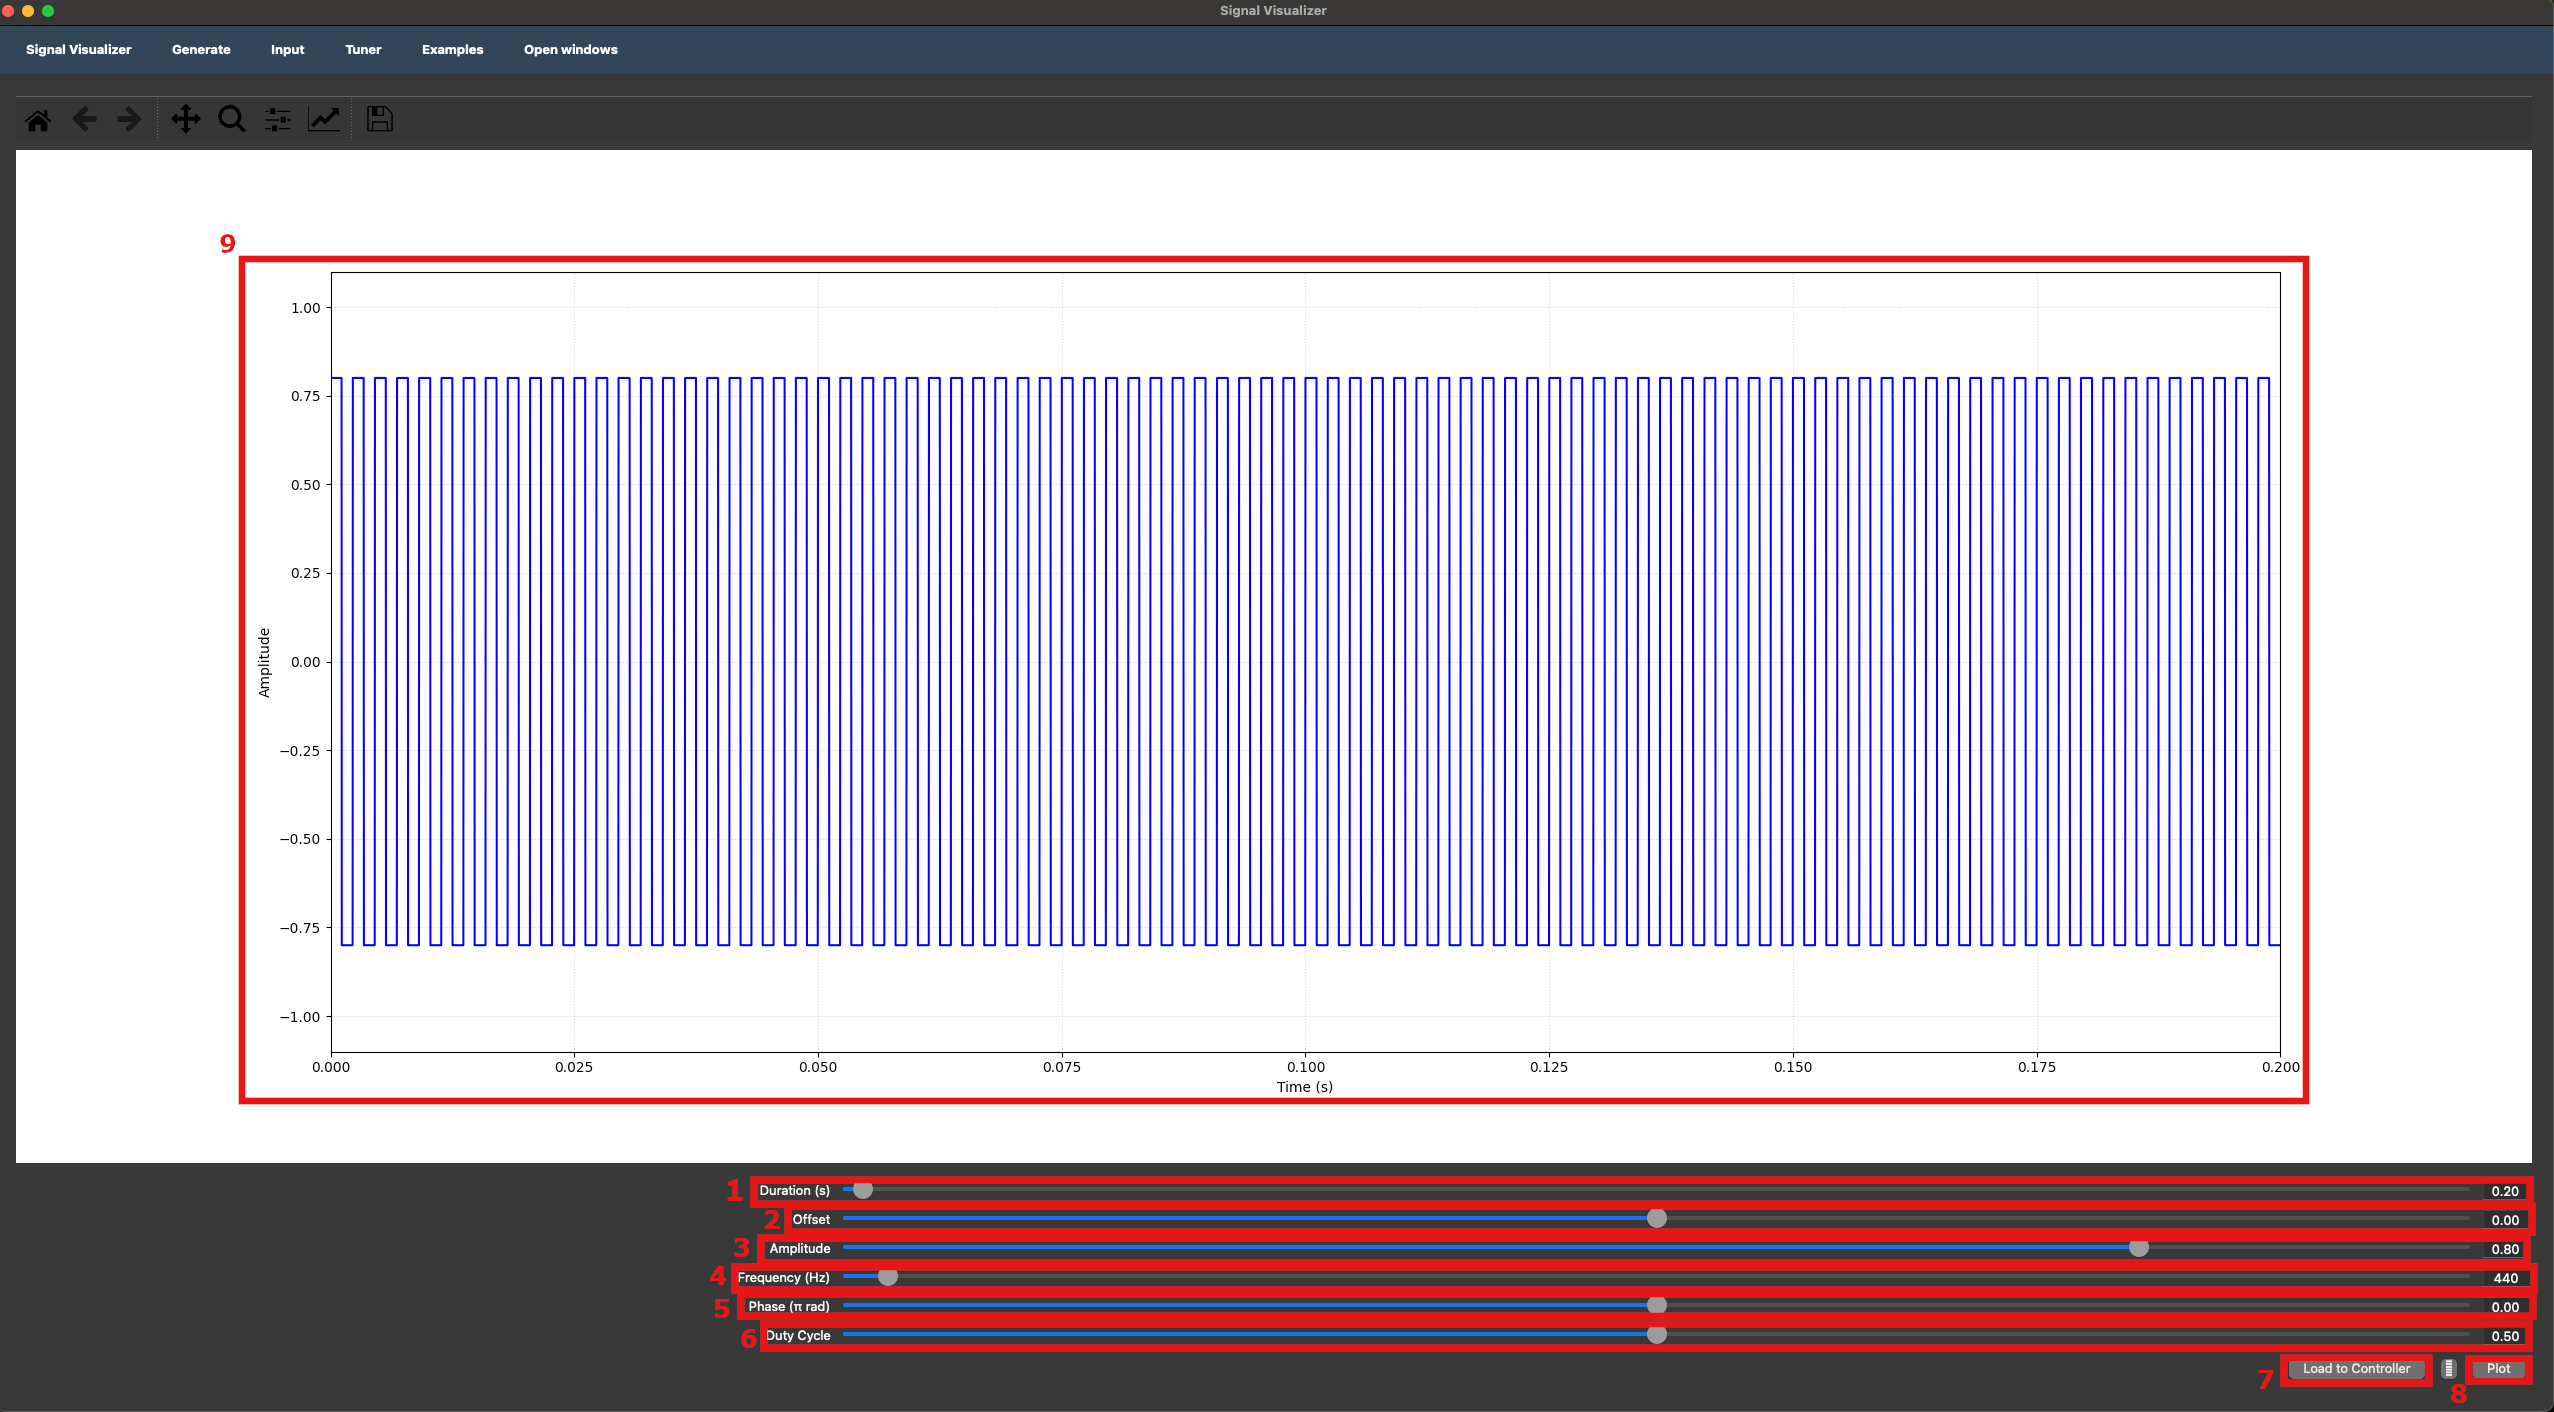 Signal Visualizer
Signal Visualizer Generate Input Tuner Examples Open windows
9
1.00
0.75
0.50
0.25
0.00
−0.25
−0.50
−0.75
−1.00
Amplitude
0.000 0.025 0.050 0.075 0.100 0.125 0.150 0.175 0.200
Time (s)
1 Duration (s) 0.20
2 Offset 0.00
3 Amplitude 0.80
4 Frequency (Hz) 440
5 Phase (π rad) 0.00
6 Duty Cycle 0.50
7 Load to Controller 8 Plot